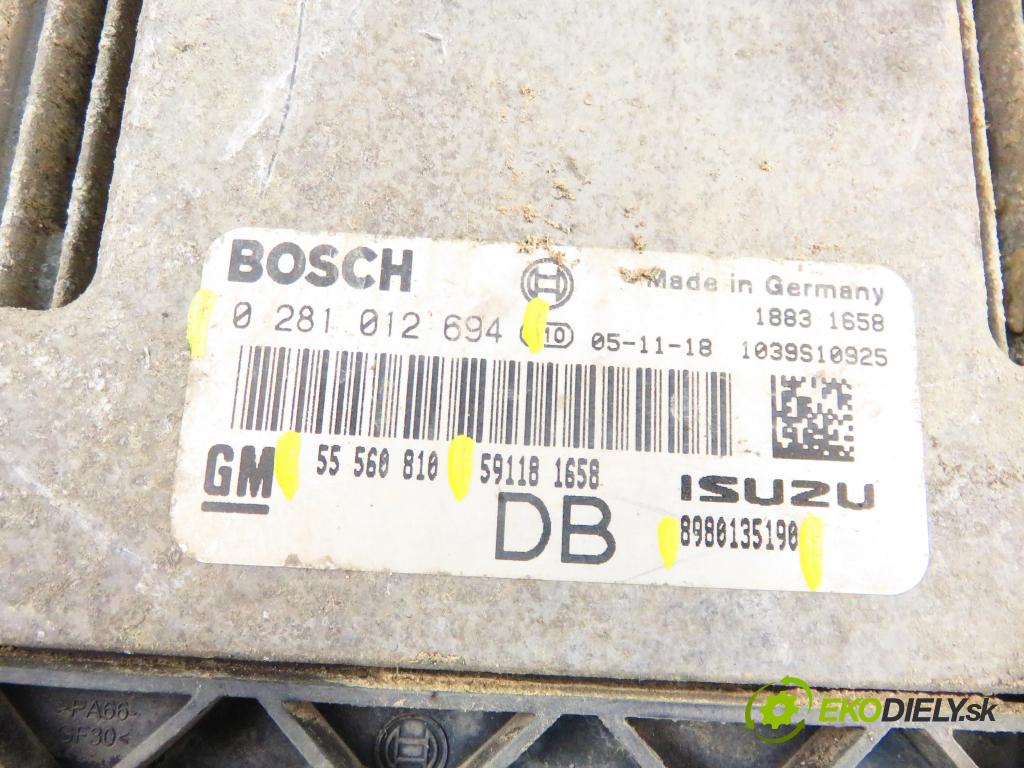 BOSCH
Made in Germany
0 281 012 694
10
05-11-18
1883 1658
1039S10925
GM
55 560 810
59118 1658
DB
ISUZU
8980135190
>PA66-
GF30<
EKODIELY.sk